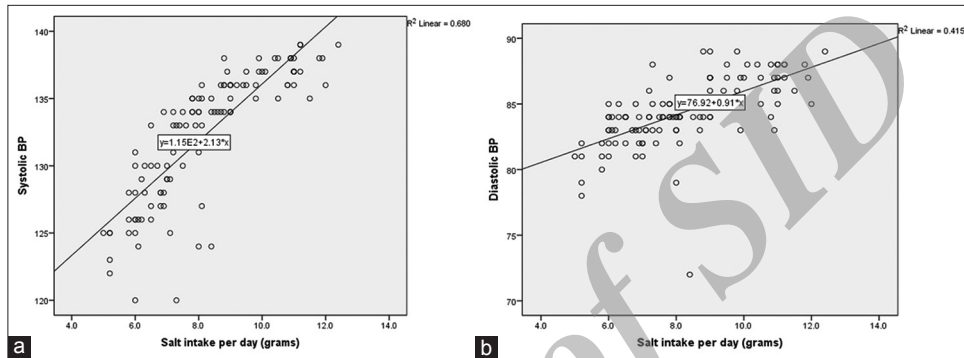 R² Linear = 0.680
140
135
130
125
120
Systolic BP
y=1.15E2+2.13*x
4.0 6.0 8.0 10.0 12.0 14.0
Salt intake per day (grams)
a
R² Linear = 0.415
90
85
80
75
70
Diastolic BP
y=76.92+0.91*x
4.0 6.0 8.0 10.0 12.0 14.0
Salt intake per day (grams)
b
of SID